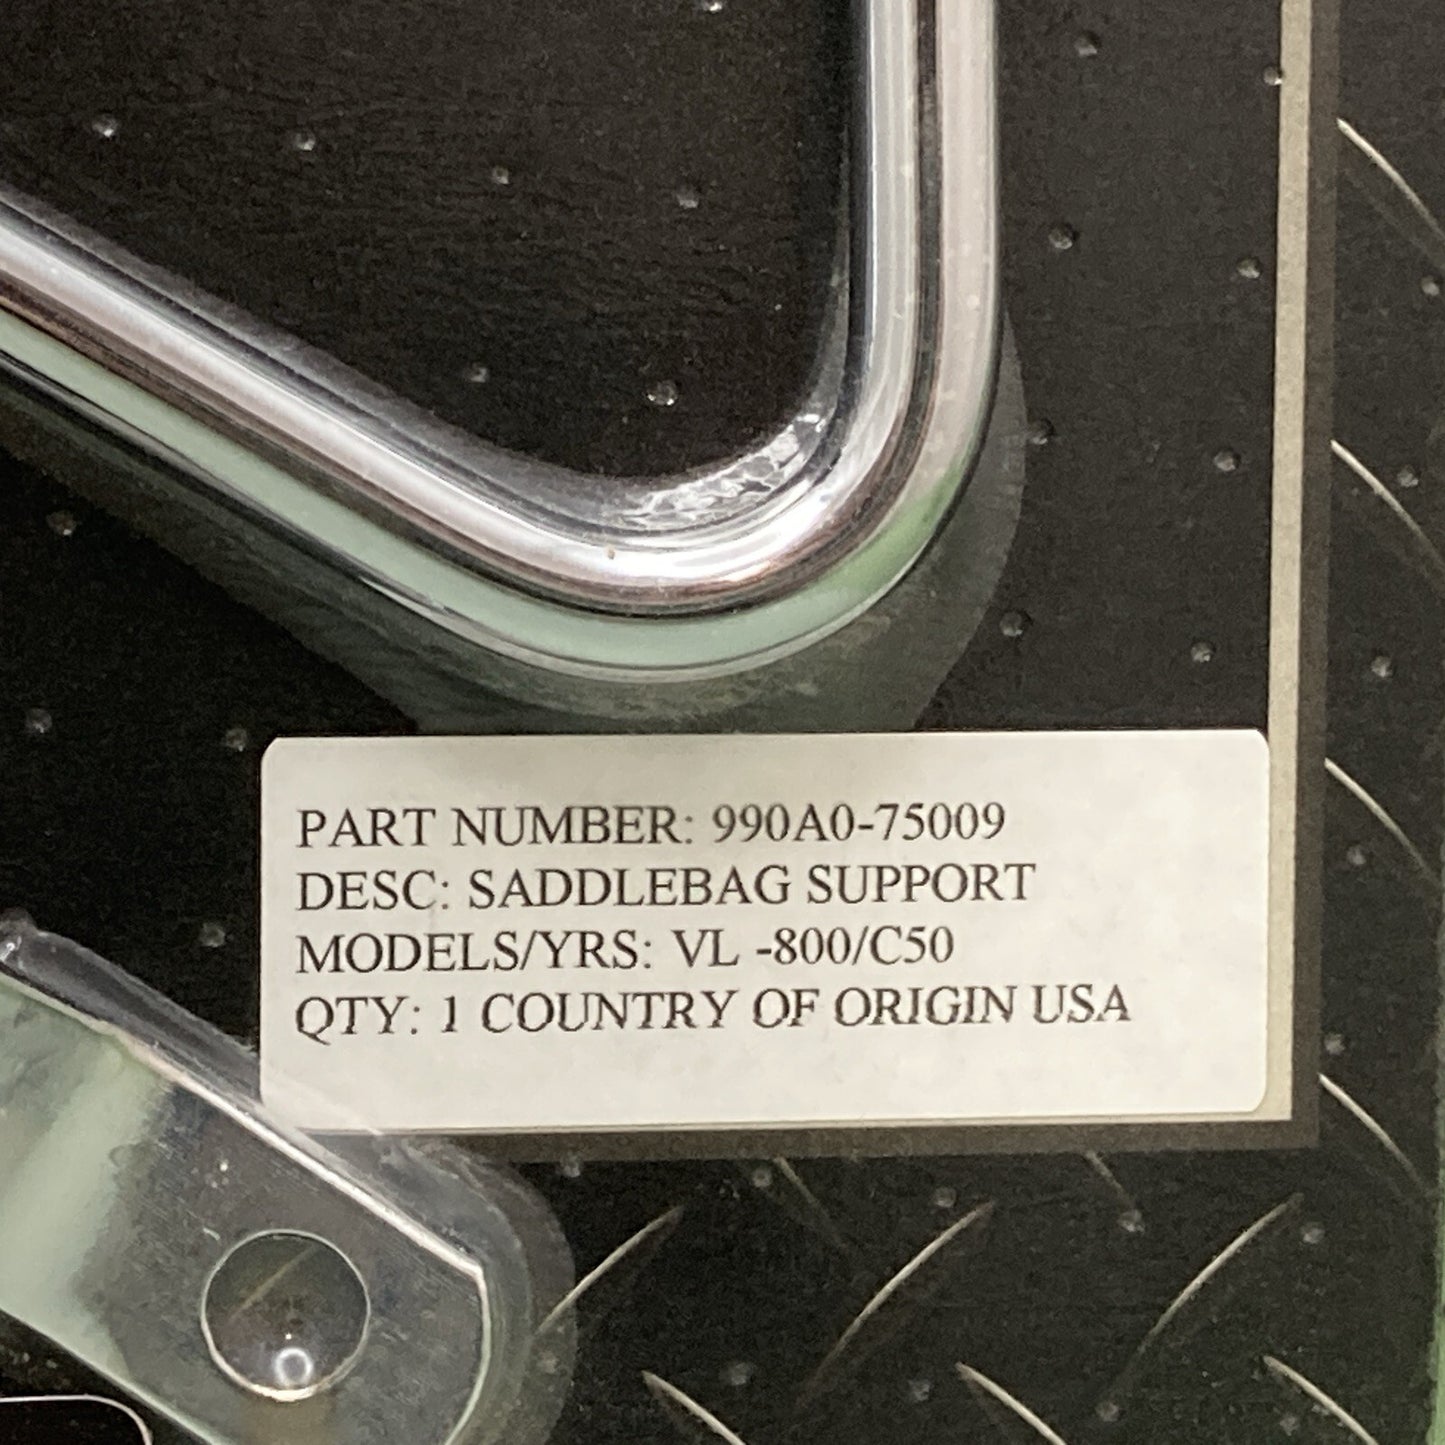 PART NUMBER: 990A0-75009
DESC: SADDLEBAG SUPPORT
MODELS/YRS: VL -800/C50
QTY: 1 COUNTRY OF ORIGIN USA